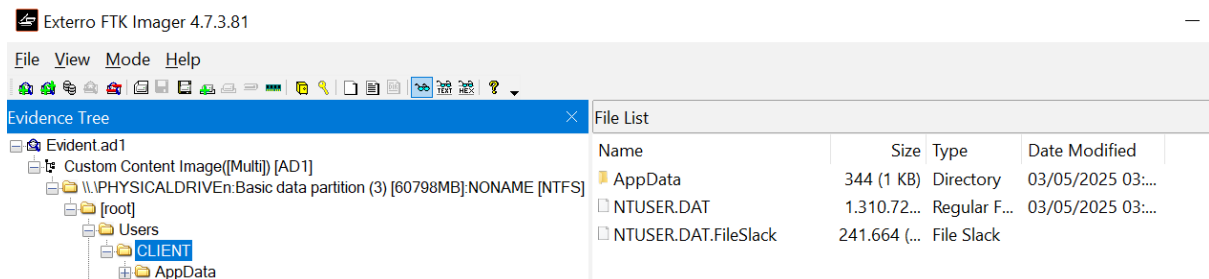 Exterro FTK Imager 4.7.3.81
File View Mode Help
Evidence Tree
Evident.ad1
Custom Content Image([Multi]) [AD1]
\\.\PHYSICALDRIVEn:Basic data partition (3) [60798MB]:NONAME [NTFS]
[root]
Users
CLIENT
AppData
File List
Name Size Type Date Modified
AppData 344 (1 KB) Directory 03/05/2025 03:...
NTUSER.DAT 1.310.72... Regular F... 03/05/2025 03:...
NTUSER.DAT.FileSlack 241.664 (... File Slack